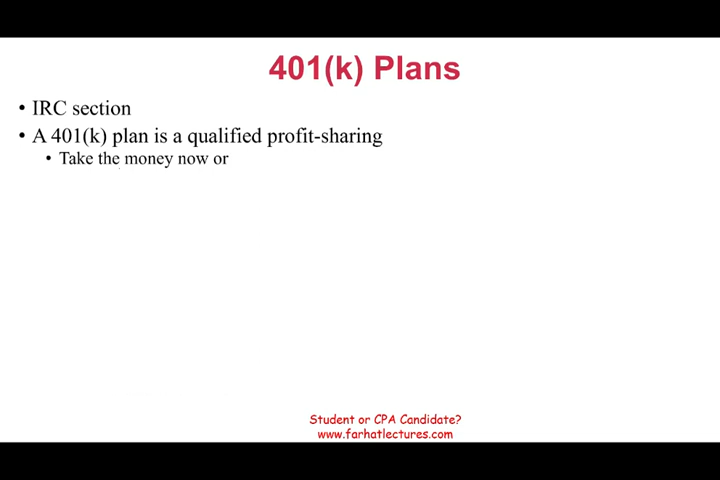 401(k) Plans
• IRC section
• A 401(k) plan is a qualified profit-sharing
• Take the money now or
Student or CPA Candidate?
www.farhatlectures.com